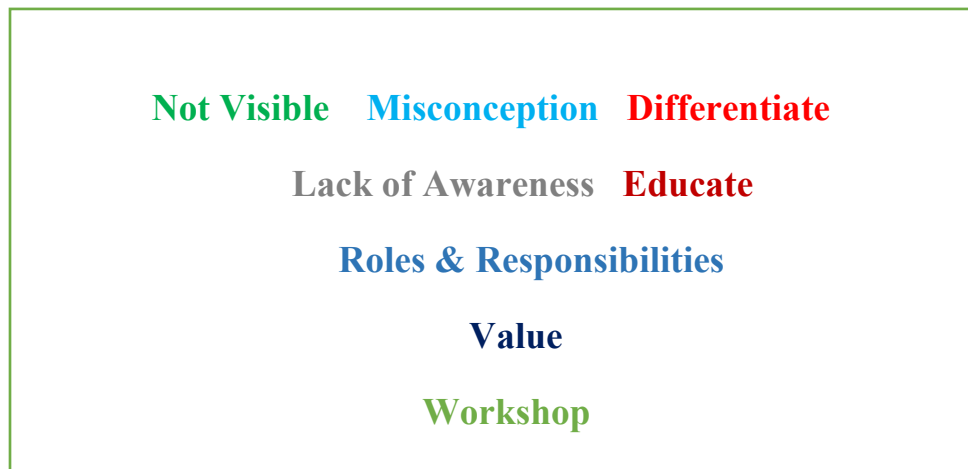 Not Visible Misconception Differentiate
Lack of Awareness Educate
Roles & Responsibilities
Value
Workshop